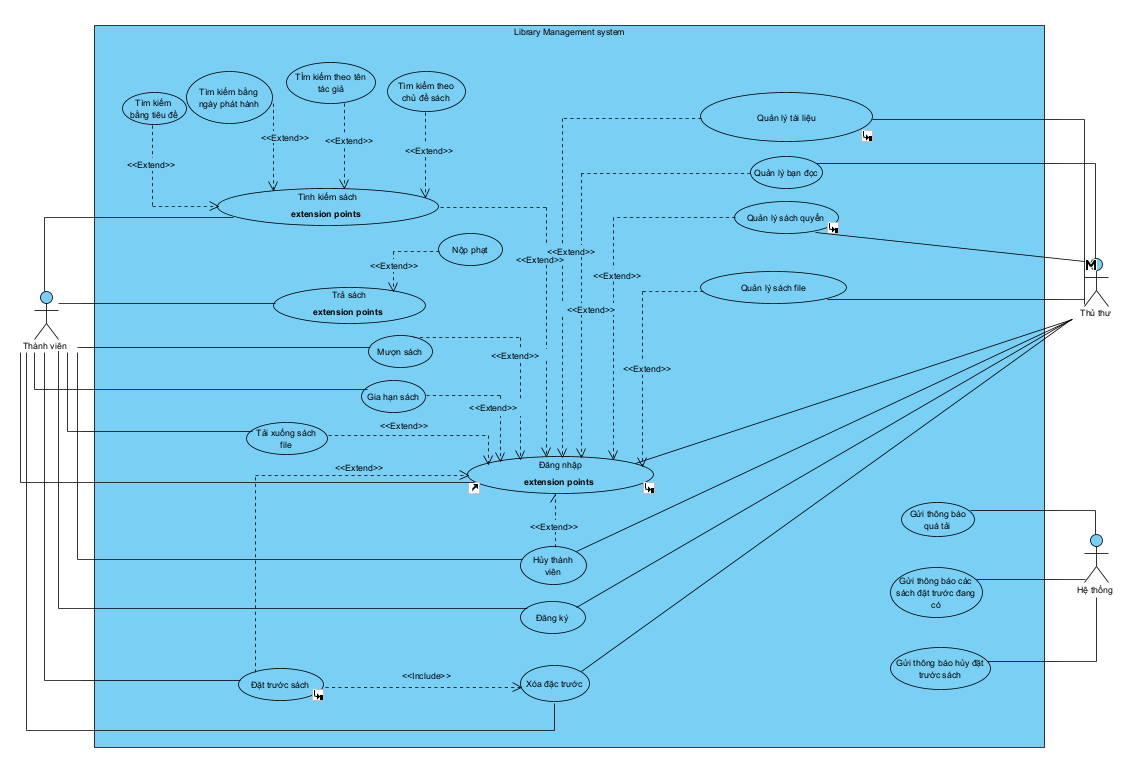 Library Management system
Tìm kiếm
bằng tiêu đề
Tìm kiếm bằng
ngày phát hành
Tìm kiếm theo tên
tác giả
Tìm kiếm theo
chủ đề sách
Quản lý tài liệu
<<Extend>>
<<Extend>>
<<Extend>>
<<Extend>>
Quản lý bạn đọc
Tình kiếm sách
extension points
Quản lý sách quyển
Nộp phạt
<<Extend>>
<<Extend>>
<<Extend>>
<<Extend>>
Quản lý sách file
Trả sách
extension points
<<Extend>>
Thành viên
Thủ thư
Mượn sách
<<Extend>>
<<Extend>>
Gia hạn sách
<<Extend>>
<<Extend>>
Tải xuống sách
file
<<Extend>>
Đăng nhập
extension points
<<Extend>>
Gửi thông báo
quá tải
Hủy thành
viên
Gửi thông báo các
sách đặt trước đang
có
Hệ thống
Đăng ký
Gửi thông báo hủy đặt
trước sách
Đặt trước sách
<<Include>>
Xóa đặc trước